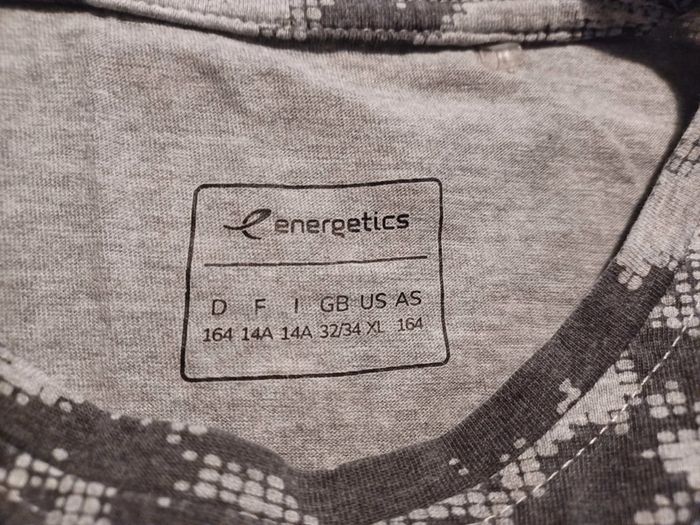 energetics
D F I GB US AS
164 14A 14A 32/34 XL 164